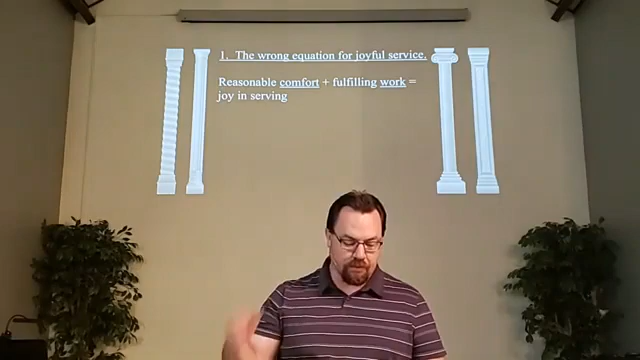 1. The wrong equation for joyful service.
Reasonable comfort + fulfilling work =
joy in serving